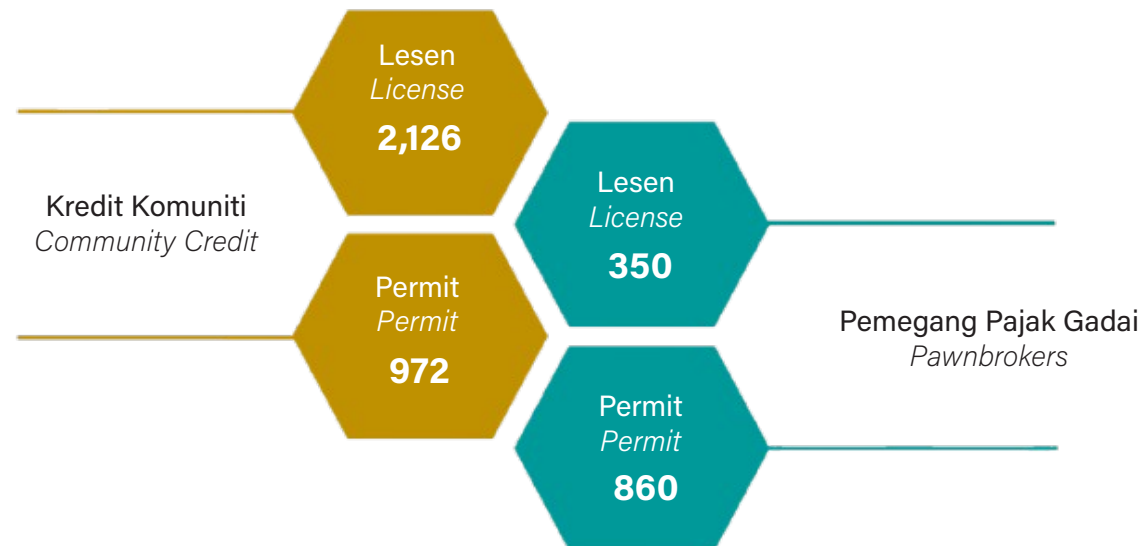 Lesen
License
2,126
Kredit Komuniti
Community Credit
Permit
Permit
972
Lesen
License
350
Pemegang Pajak Gadai
Pawnbrokers
Permit
Permit
860